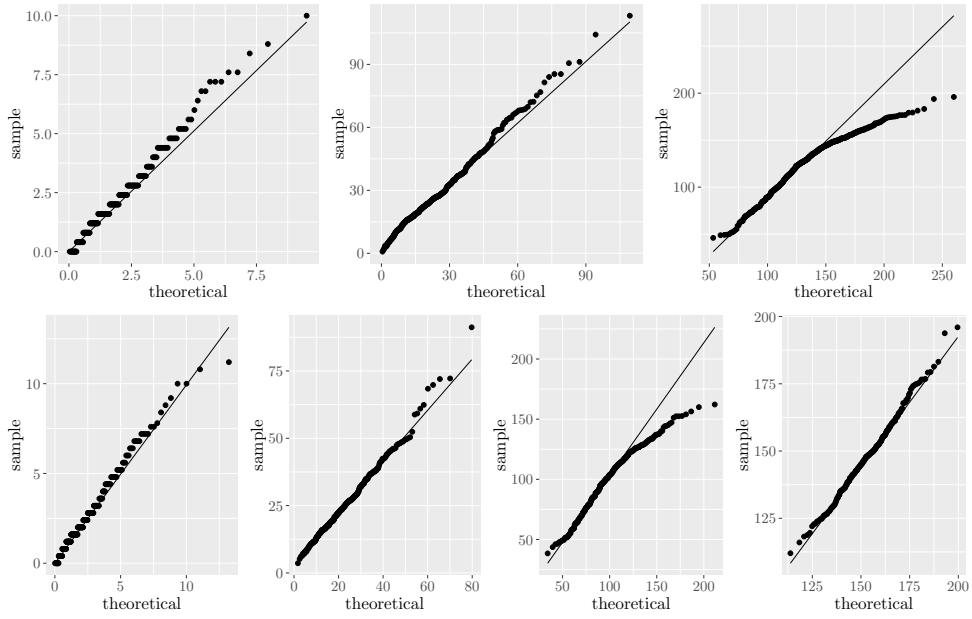 10.0
7.5
5.0
2.5
0.0
sample
0.0 2.5 5.0 7.5
theoretical
90
60
30
0
sample
0 30 60 90
theoretical
200
100
sample
50 100 150 200 250
theoretical
10
5
0
sample
0 5 10
theoretical
75
50
25
0
sample
0 20 40 60 80
theoretical
200
150
100
50
sample
50 100 150 200
theoretical
200
175
150
125
sample
125 150 175 200
theoretical